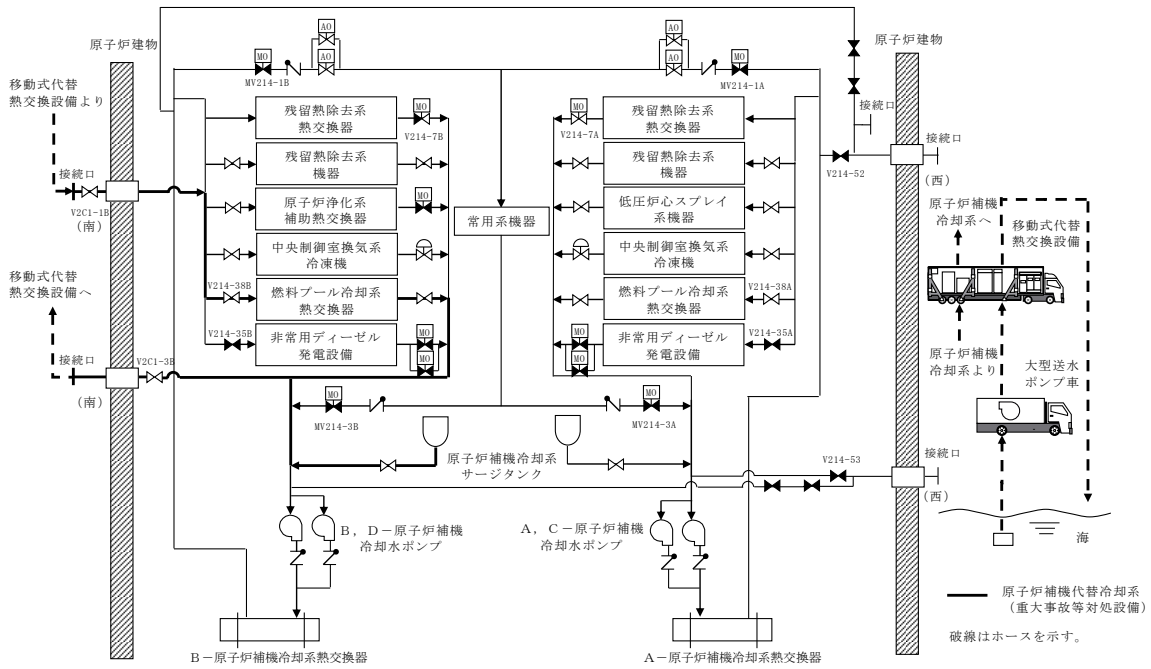 原子炉建物
移動式代替
熱交換設備より
接続口
V2C1-1B
(南)
移動式代替
熱交換設備へ
接続口
V2C1-3B
(南)
AO
MO
AO
MV214-1B
残留熱除去系
熱交換器
MO
V214-7B
残留熱除去系
機器
原子炉浄化系
補助熱交換器
MO
中央制御室換気系
冷凍機
V214-38B
燃料プール冷却系
熱交換器
V214-35B
非常用ディーゼル
発電設備
MO
MO
MO
MV214-3B
常用系機器
AO
AO
MO
MV214-1A
MO
V214-7A
残留熱除去系
熱交換器
残留熱除去系
機器
低圧炉心スプレイ
系機器
中央制御室換気系
冷凍機
燃料プール冷却系
熱交換器
V214-38A
MO
MO
非常用ディーゼル
発電設備
V214-35A
MO
MV214-3A
原子炉補機冷却系
サージタンク
B,D-原子炉補機
冷却水ポンプ
A,C-原子炉補機
冷却水ポンプ
B-原子炉補機冷却系熱交換器
A-原子炉補機冷却系熱交換器
原子炉建物
接続口
V214-52
接続口
(西)
V214-53
接続口
(西)
原子炉補機
冷却系へ
移動式代替
熱交換設備
原子炉補機
冷却系より
大型送水
ポンプ車
海
原子炉補機代替冷却系
(重大事故等対処設備)
破線はホースを示す。